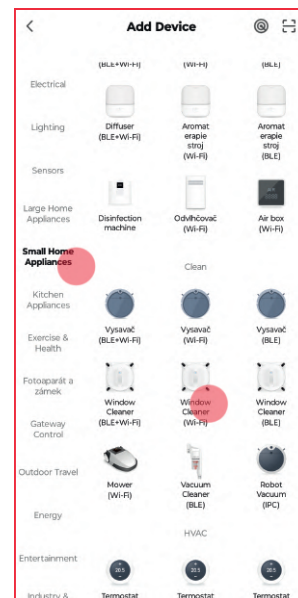 Add Device
(BLE+Wi-Fi) (Wi-Fi) (BLE)
Electrical
Lighting
Sensors
Large Home
Appliances
Small Home
Appliances
Kitchen
Appliances
Exercise &
Health
Fotoaparát a
zámek
Gateway
Control
Outdoor Travel
Energy
Entertainment
Industry &
Diffuser
(BLE+Wi-Fi)
Aromat
erapie
stroj
(Wi-Fi)
Aromat
erapie
stroj
(BLE)
Disinfection
machine
Odvlhčovač
(Wi-Fi)
Air box
(Wi-Fi)
Clean
Vysavač
(BLE+Wi-Fi)
Vysavač
(Wi-Fi)
Vysavač
(BLE)
Window
Cleaner
(BLE+Wi-Fi)
Window
Cleaner
(Wi-Fi)
Window
Cleaner
(BLE)
Mower
(Wi-Fi)
Vacuum
Cleaner
(BLE)
Robot
Vacuum
(IPC)
HVAC
Termostat
Termostat
Termostat